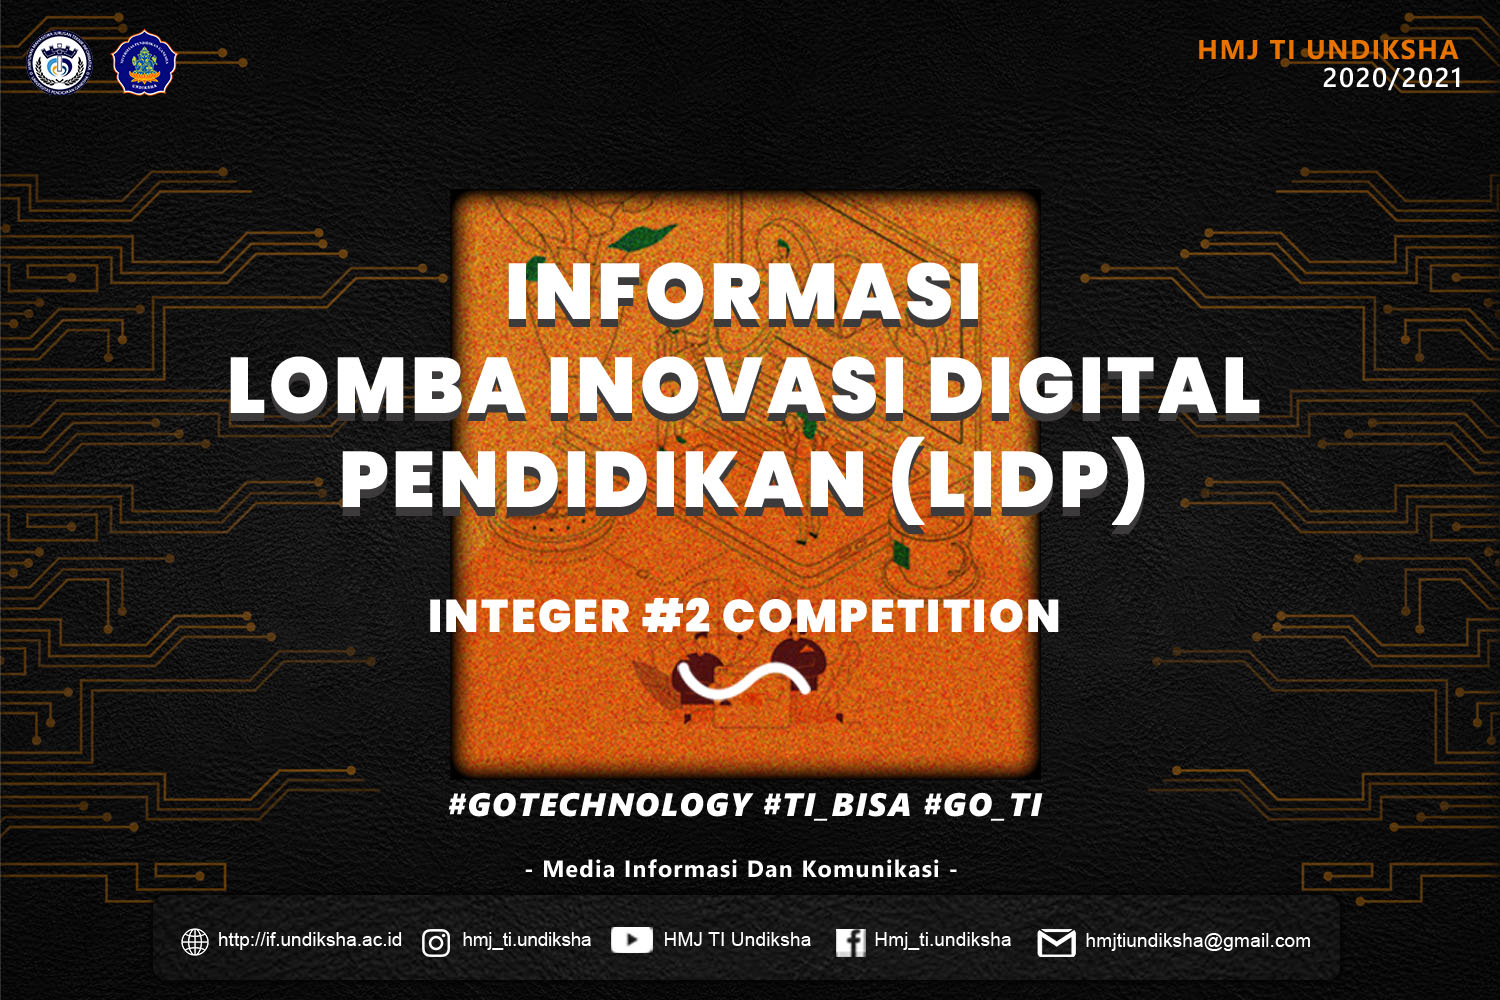 HMJ TI UNDIKSHA
2020/2021
INFORMASI
LOMBA INOVASI DIGITAL
PENDIDIKAN (LIDP)
INTEGER #2 COMPETITION
#GOTECHNOLOGY #TI_BISA #GO_TI
- Media Informasi Dan Komunikasi -
http://if.undiksha.ac.id hmj_ti.undiksha HMJ TI Undiksha Hmj_ti.undiksha hmjtiundiksha@gmail.com
UNDIKSHA